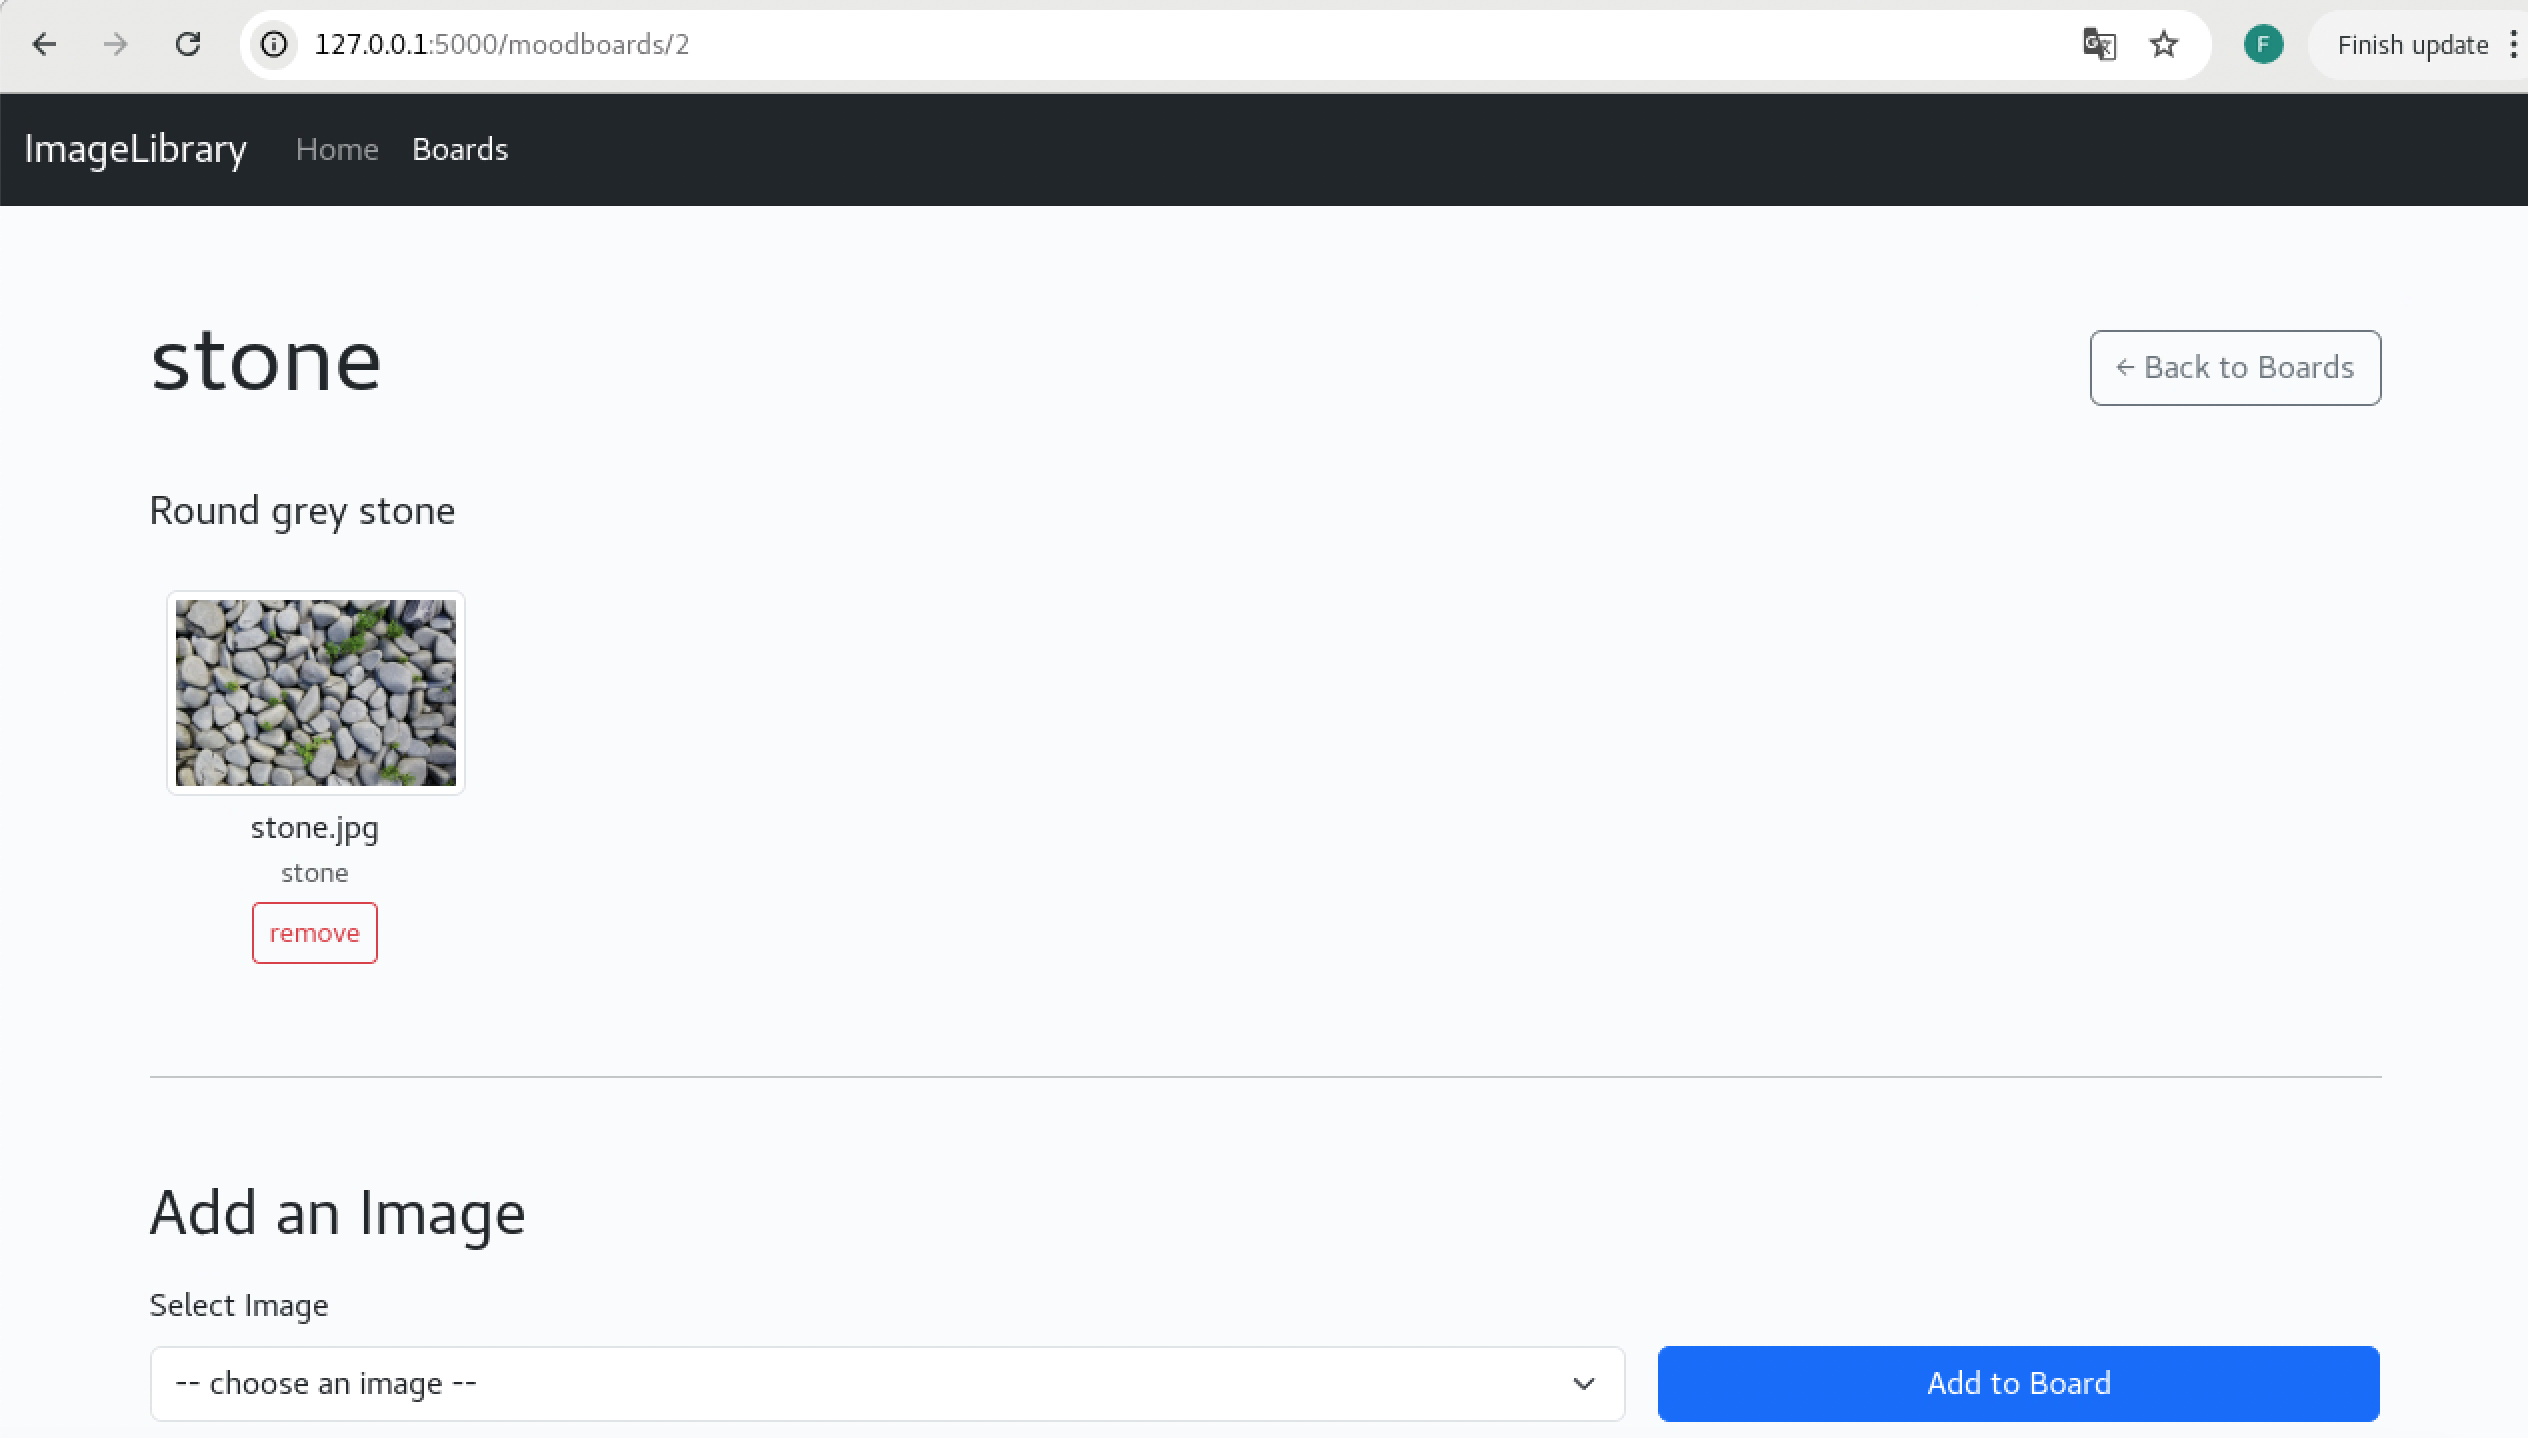 127.0.0.1:5000/moodboards/2
F
Finish update
ImageLibrary Home Boards
stone
← Back to Boards
Round grey stone
stone.jpg
stone
remove
Add an Image
Select Image
-- choose an image --
Add to Board